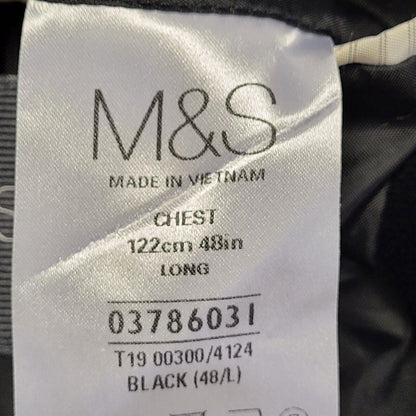 M&S
MADE IN VIETNAM
CHEST
122cm 48in
LONG
03786031
T19 00300/4124
BLACK (48/L)